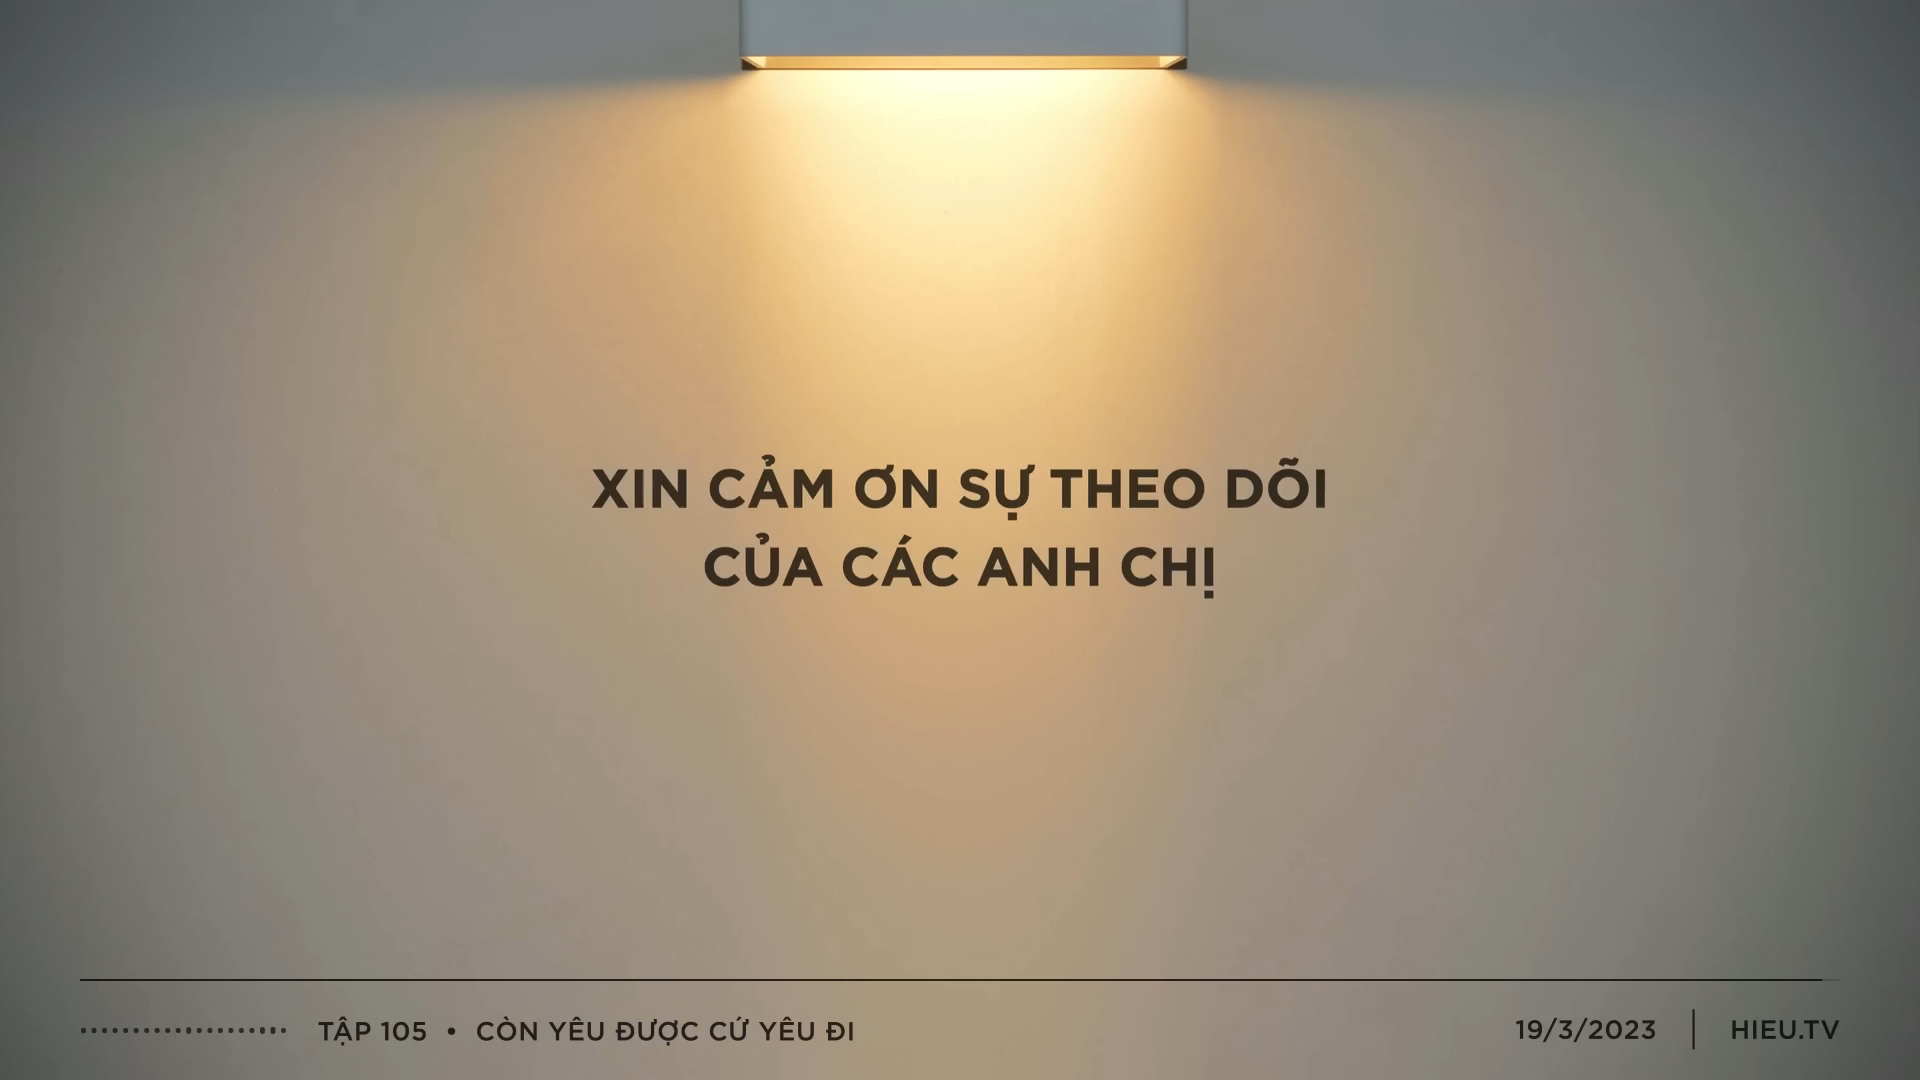 XIN CẢM ƠN SỰ THEO DÕI
CỦA CÁC ANH CHỊ
TẬP 105 • CÒN YÊU ĐƯỢC CỨ YÊU ĐI
19/3/2023 | HIEU.TV